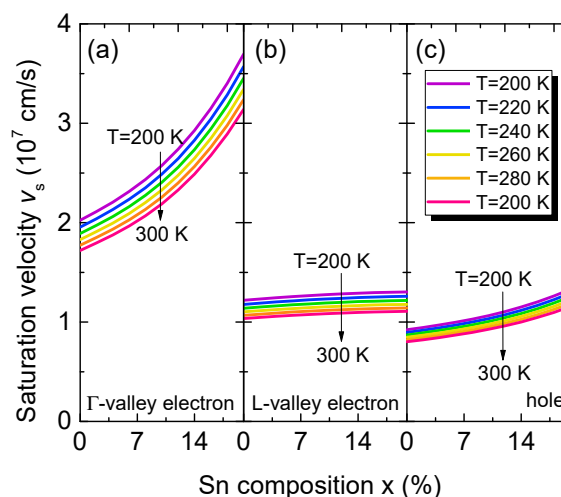 Saturation velocity vs (10^7 cm/s)
4
3
2
1
0
(a)
T=200 K
300 K
Γ-valley electron
(b)
T=200 K
300 K
L-valley electron
(c)
T=200 K
T=220 K
T=240 K
T=260 K
T=280 K
T=200 K
T=200 K
300 K
hole
0 7 14 0 7 14 0 7 14
Sn composition x (%)